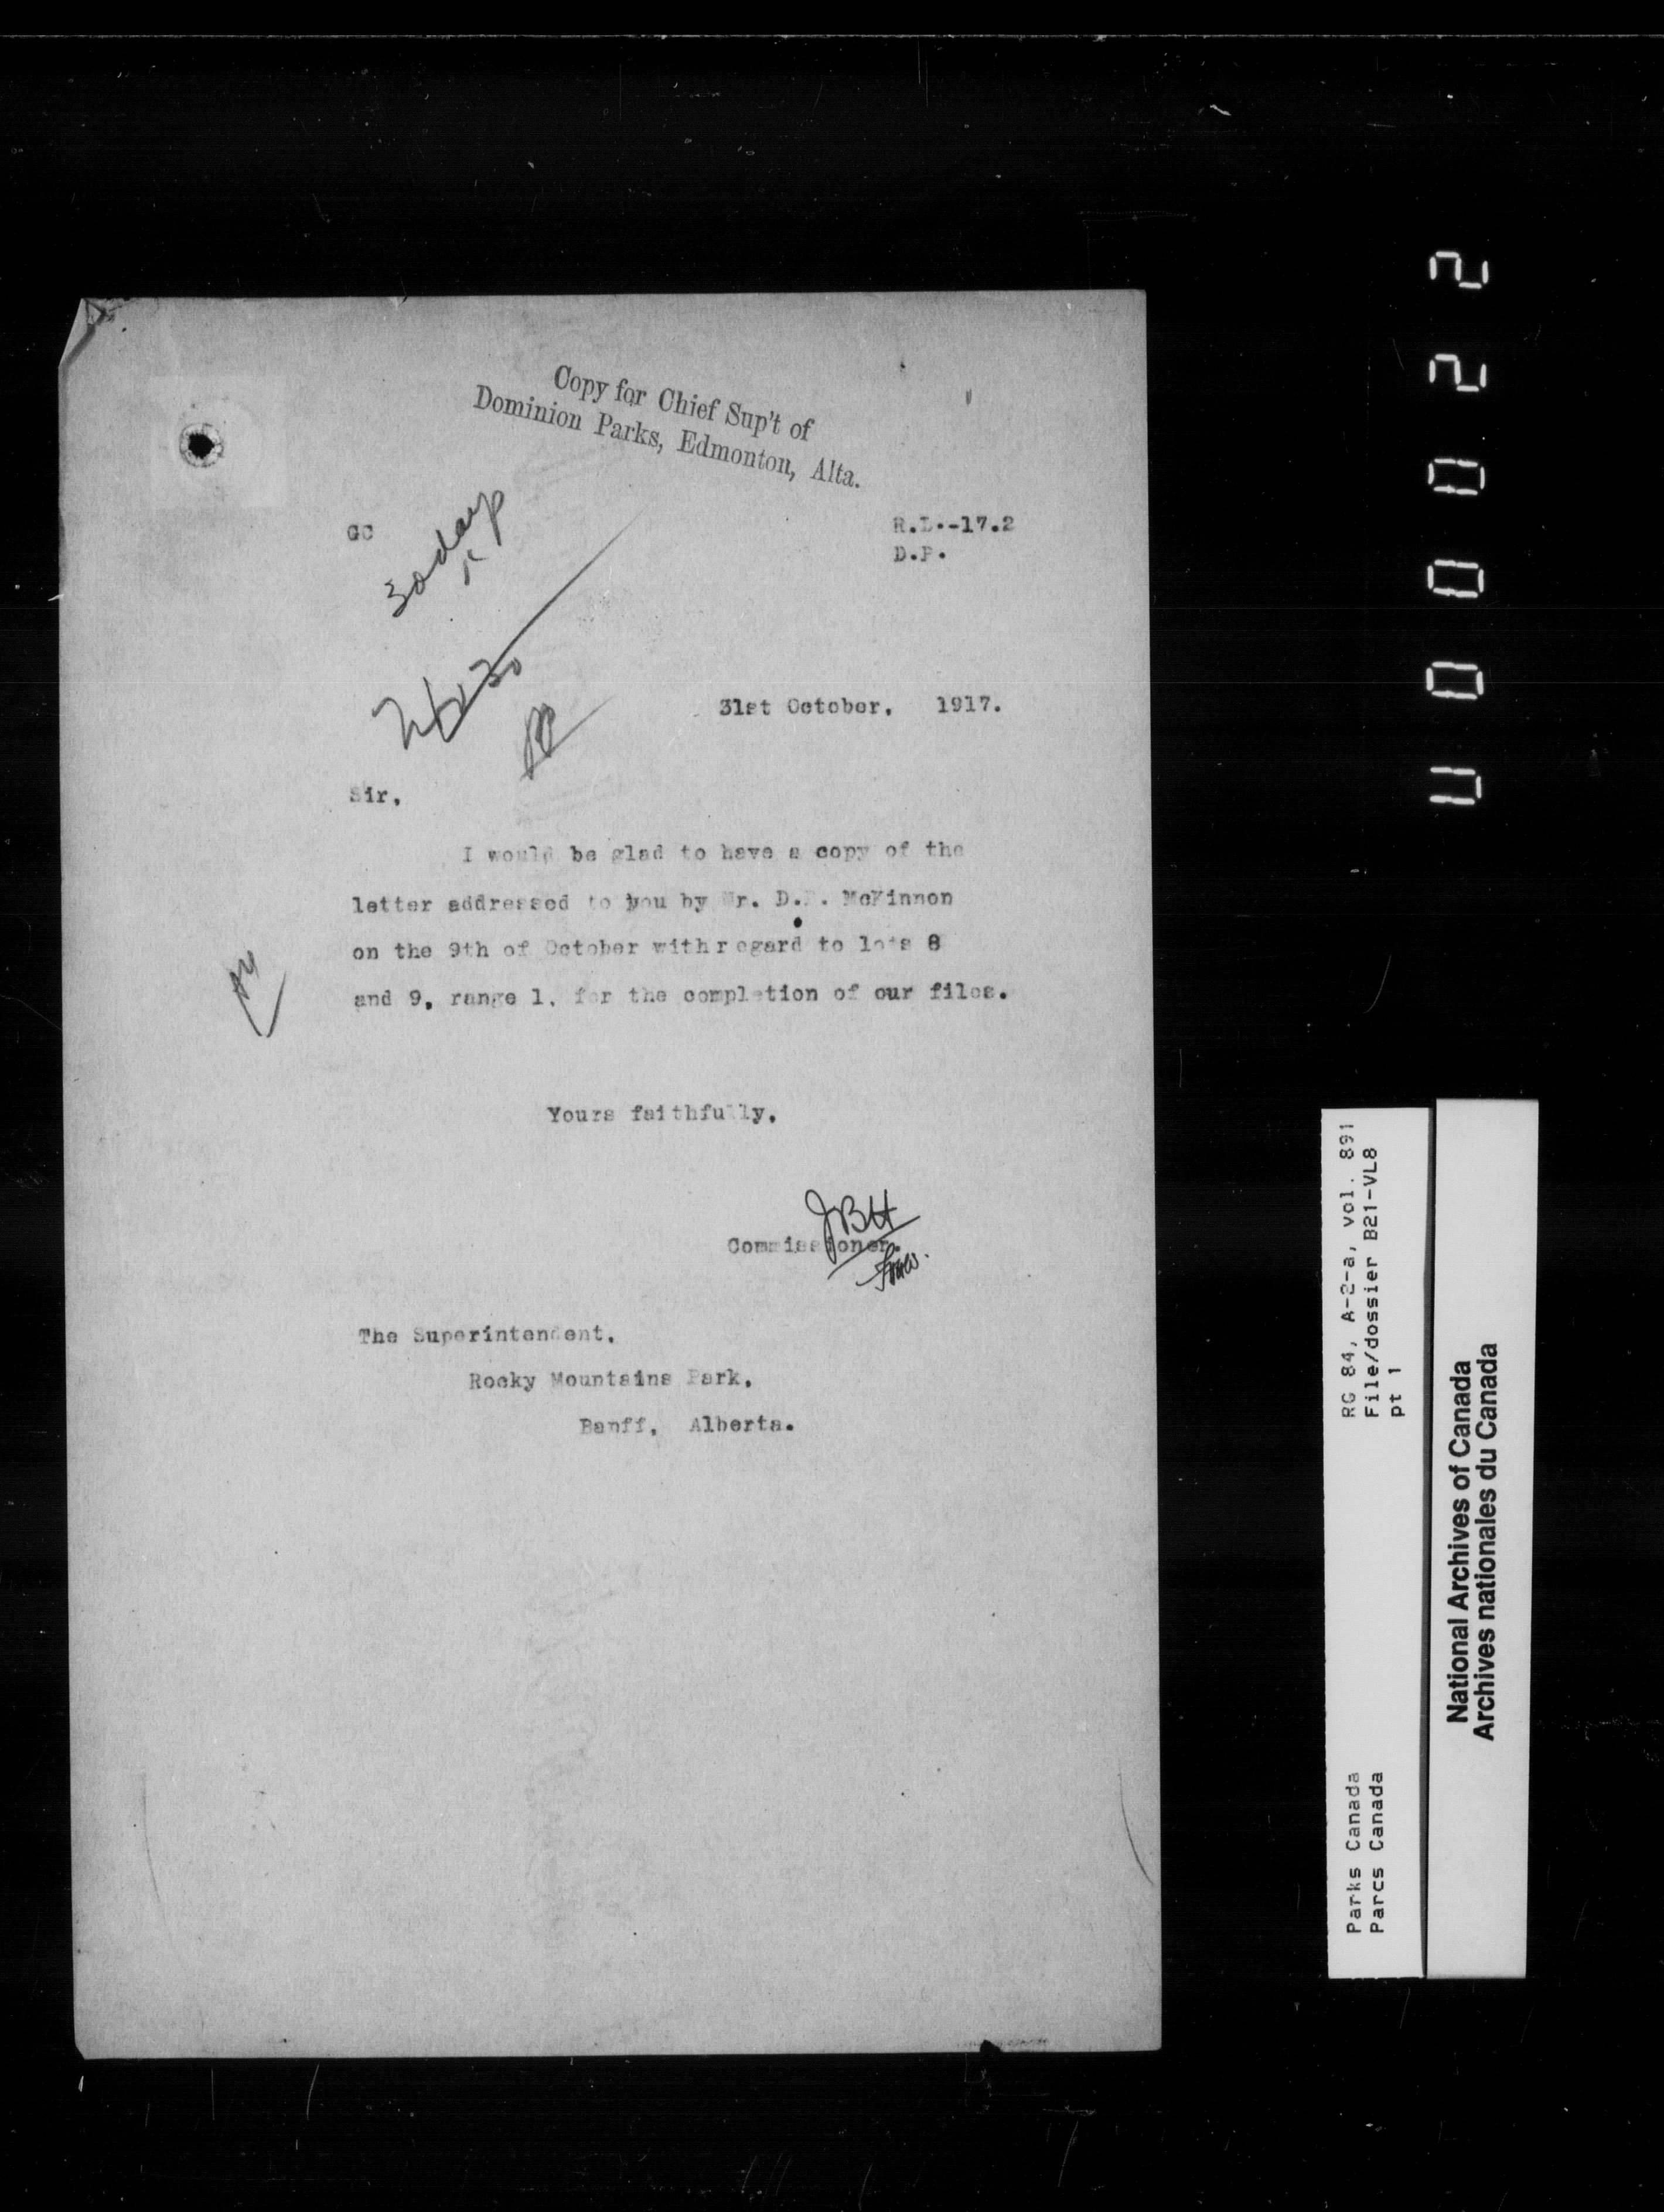 Copy for Chief Sup't of
Dominion Parks, Edmonton, Alta.
GC
R.L.-17.2
D.P.
30 days
31st October, 1917.
Sir,
I would be glad to have a copy of the
letter addressed to you by Mr. D. McKinnon
on the 9th of October with regard to lots 8
and 9, range 1, for the completion of our files.
Yours faithfully,
JBH
Commissioner.
The Superintendent,
Rocky Mountains Park,
Banff, Alberta.
RG 84, A-2-a, vol. 891
File/dossier B21-VL8
pt 1
Parks Canada
Parcs Canada
National Archives of Canada
Archives nationales du Canada
00022